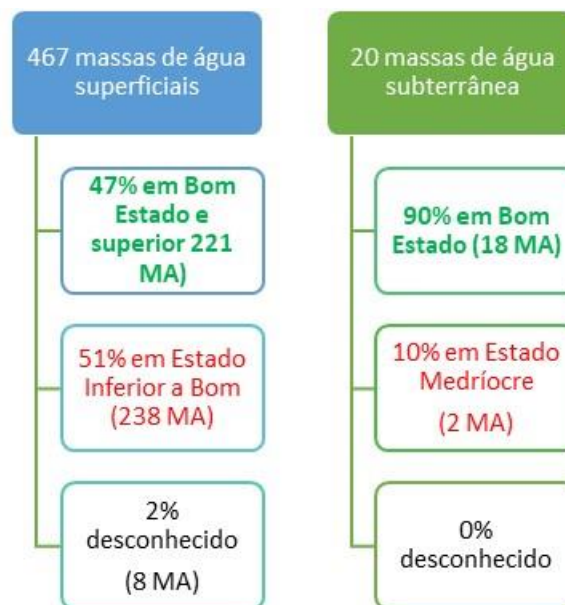 467 massas de água
superficiais
47% em Bom
Estado e
superior 221
MA)
51% em Estado
Inferior a Bom
(238 MA)
2%
desconhecido
(8 MA)
20 massas de água
subterrânea
90% em Bom
Estado (18 MA)
10% em Estado
Medríocre
(2 MA)
0%
desconhecido